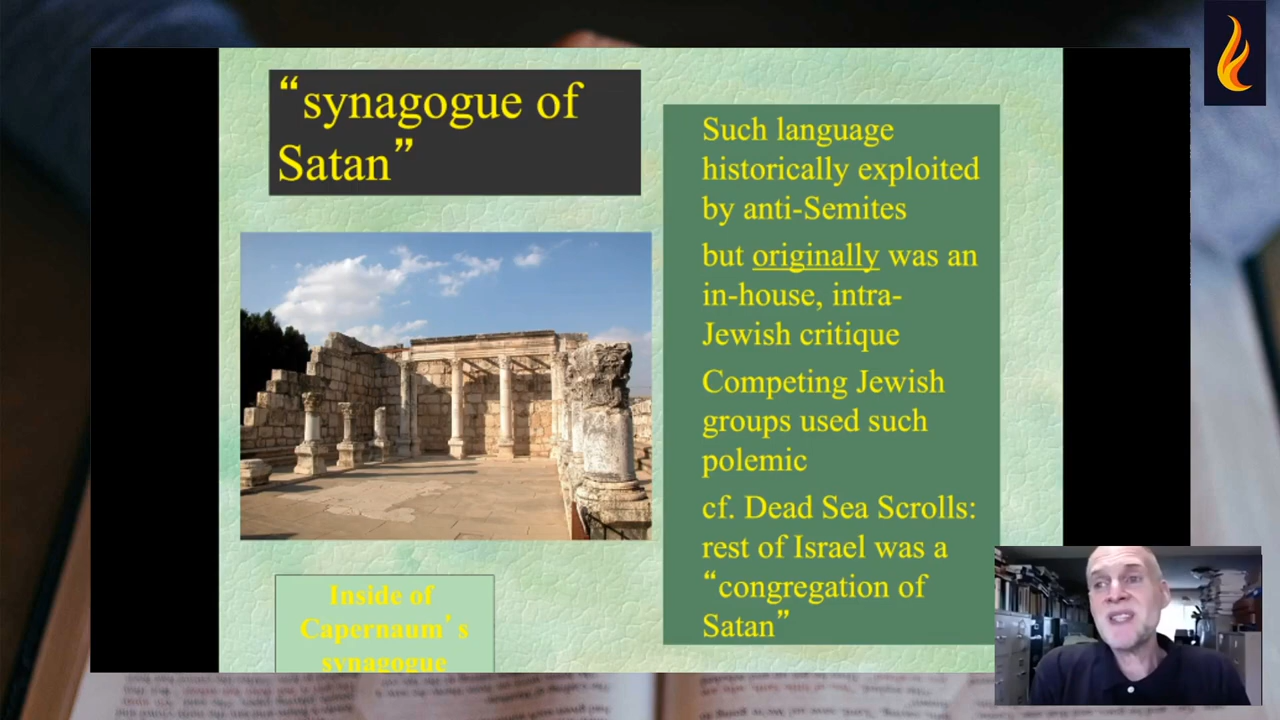 “synagogue of
Satan”
Such language
historically exploited
by anti-Semites
but originally was an
in-house, intra-
Jewish critique
Competing Jewish
groups used such
polemic
cf. Dead Sea Scrolls:
rest of Israel was a
“congregation of
Satan”
Inside of
Capernaum’s
synagogue